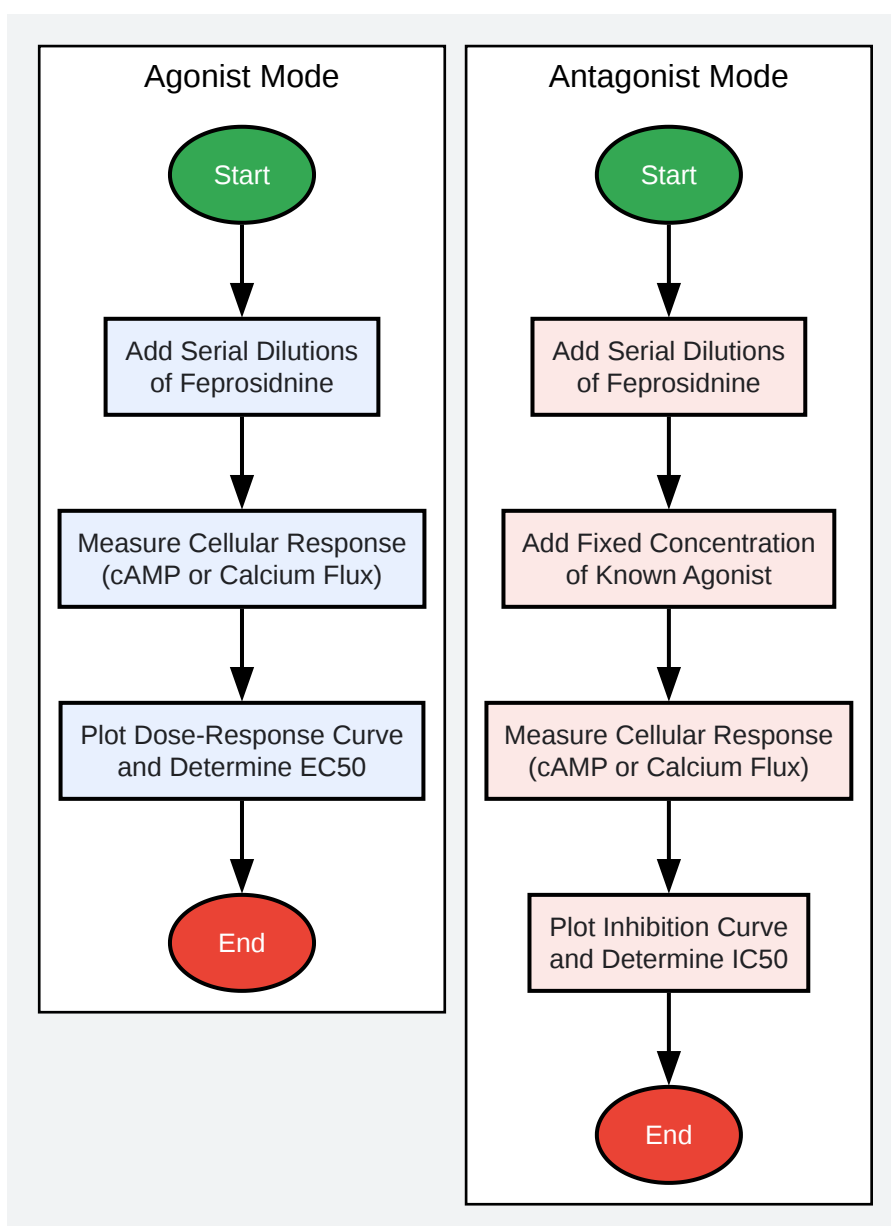 Agonist Mode
Start
Add Serial Dilutions
of Feprosidnine
Measure Cellular Response
(cAMP or Calcium Flux)
Plot Dose-Response Curve
and Determine EC50
End
Antagonist Mode
Start
Add Serial Dilutions
of Feprosidnine
Add Fixed Concentration
of Known Agonist
Measure Cellular Response
(cAMP or Calcium Flux)
Plot Inhibition Curve
and Determine IC50
End